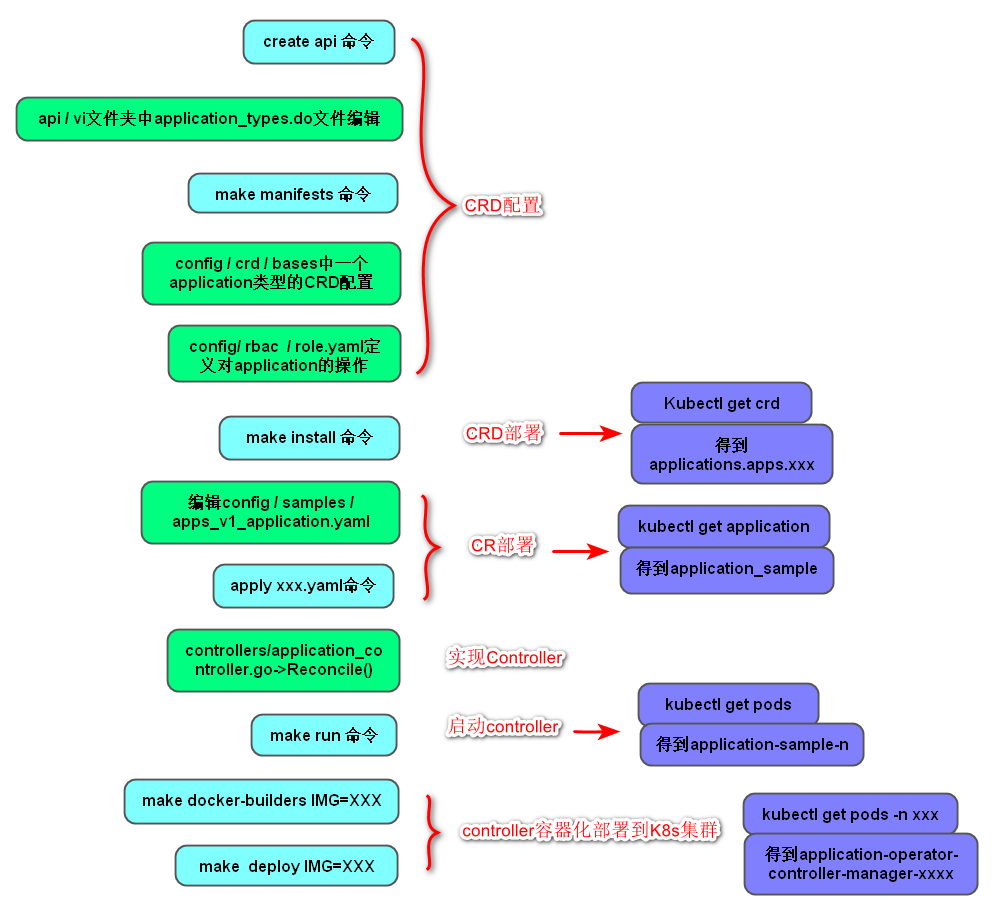 create api 命令
api / vi文件夹中application_types.do文件编辑
make manifests 命令
CRD配置
config / crd / bases中一个
application类型的CRD配置
config/ rbac / role.yaml定
义对application的操作
make install 命令
CRD部署
Kubectl get crd
得到
applications.apps.xxx
编辑config / samples /
apps_v1_application.yaml
apply xxx.yaml命令
CR部署
kubectl get application
得到application_sample
controllers/application_co
ntroller.go->Reconcile()
实现Controller
make run 命令
启动controller
kubectl get pods
得到application-sample-n
make docker-builders IMG=XXX
make deploy IMG=XXX
controller容器化部署到K8s集群
kubectl get pods -n xxx
得到application-operator-
controller-manager-xxxx